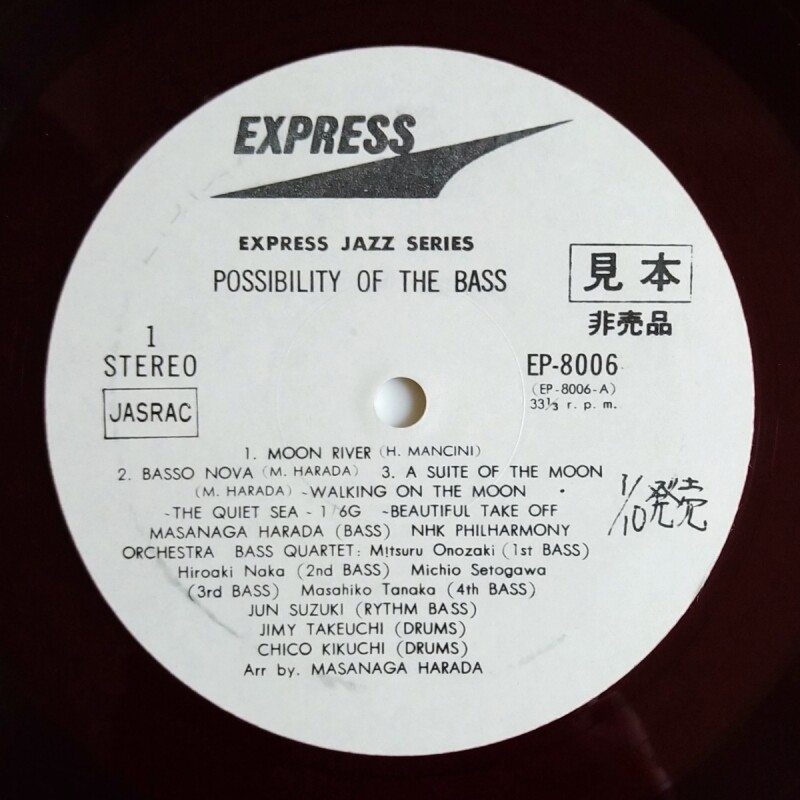 EXPRESS
EXPRESS JAZZ SERIES
POSSIBILITY OF THE BASS
見本
非売品
1
STEREO
JASRAC
EP-8006
(EP-8006-A)
33⅓ r. p. m.
1. MOON RIVER (H. MANCINI)
2. BASSO NOVA (M. HARADA) 3. A SUITE OF THE MOON
(M. HARADA) ~WALKING ON THE MOON
~THE QUIET SEA ~ 1/6G ~BEAUTIFUL TAKE OFF
MASANAGA HARADA (BASS) NHK PHILHARMONY
ORCHESTRA BASS QUARTET: Mitsuru Onozaki (1st BASS)
Hiroaki Naka (2nd BASS) Michio Setogawa
(3rd BASS) Masahiko Tanaka (4th BASS)
JUN SUZUKI (RYTHM BASS)
JIMY TAKEUCHI (DRUMS)
CHICO KIKUCHI (DRUMS)
Arr by. MASANAGA HARADA
1/10発売